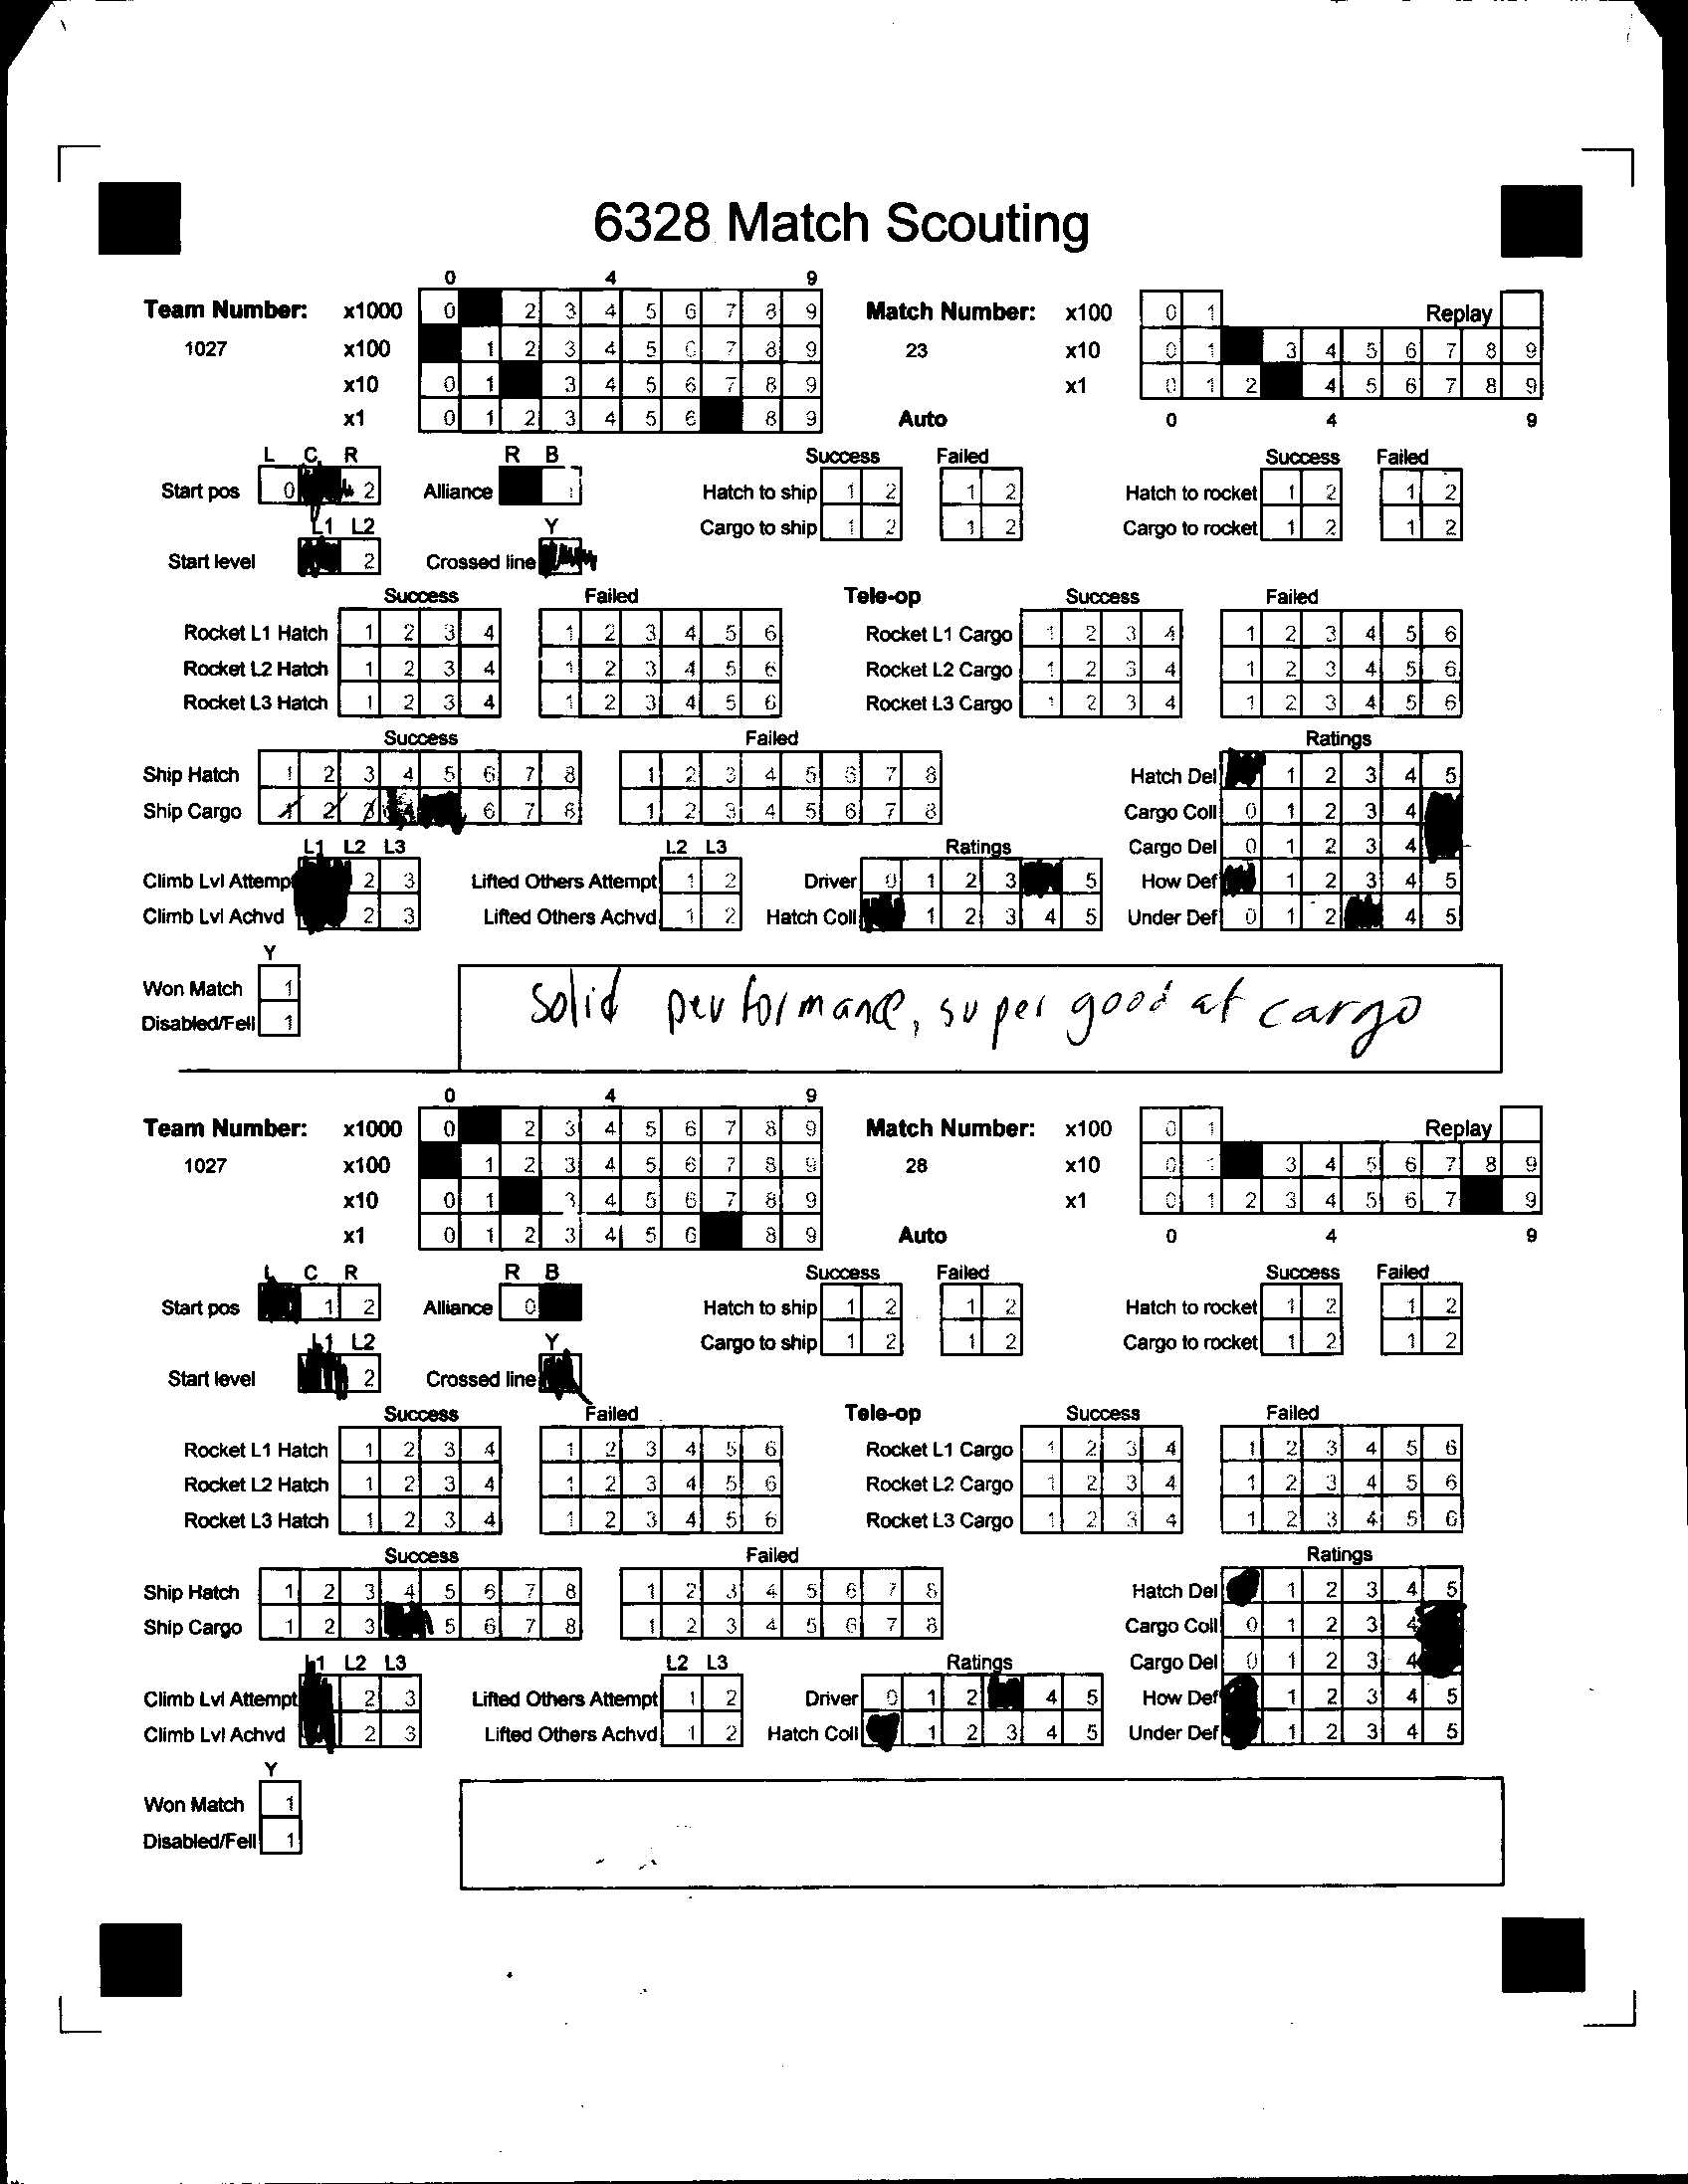 6328 Match Scouting
0 4 9
Team Number: x1000 0 2 3 4 5 6 7 8 9 Match Number: x100 0 1 Replay
1027 x100 1 2 3 4 5 6 7 8 9 23 x10 0 1 3 4 5 6 7 8 9
x10 0 1 3 4 5 6 7 8 9 x1 0 1 2 4 5 6 7 8 9
x1 0 1 2 3 4 5 6 8 9 Auto 0 4 9
L C R R B Success Failed Success Failed
Start pos 0 2 Alliance 1 Hatch to ship 1 2 1 2 Hatch to rocket 1 2 1 2
L1 L2 Y Cargo to ship 1 2 1 2 Cargo to rocket 1 2 1 2
Start level 2 Crossed line
Success Failed Tele-op Success Failed
Rocket L1 Hatch 1 2 3 4 1 2 3 4 5 6 Rocket L1 Cargo 1 2 3 4 1 2 3 4 5 6
Rocket L2 Hatch 1 2 3 4 1 2 3 4 5 6 Rocket L2 Cargo 1 2 3 4 1 2 3 4 5 6
Rocket L3 Hatch 1 2 3 4 1 2 3 4 5 6 Rocket L3 Cargo 1 2 3 4 1 2 3 4 5 6
Success Failed Ratings
Ship Hatch 1 2 3 4 5 6 7 8 1 2 3 4 5 6 7 8 Hatch Del 1 2 3 4 5
Ship Cargo 1 2 3 6 7 8 1 2 3 4 5 6 7 8 Cargo Coll 0 1 2 3 4
L1 L2 L3 L2 L3 Ratings Cargo Del 0 1 2 3 4
Climb Lvl Attempt 2 3 Lifted Others Attempt 1 2 Driver 0 1 2 3 5 How Def 1 2 3 4 5
Climb Lvl Achvd 2 3 Lifted Others Achvd 1 2 Hatch Coll 1 2 3 4 5 Under Def 0 1 2 4 5
Y
Won Match 1
Disabled/Fell 1
solid performance, super good at cargo
0 4 9
Team Number: x1000 0 2 3 4 5 6 7 8 9 Match Number: x100 0 1 Replay
1027 x100 1 2 3 4 5 6 7 8 9 28 x10 0 1 3 4 5 6 7 8 9
x10 0 1 3 4 5 6 7 8 9 x1 0 1 2 3 4 5 6 7 9
x1 0 1 2 3 4 5 6 8 9 Auto 0 4 9
L C R R B Success Failed Success Failed
Start pos 1 2 Alliance 0 Hatch to ship 1 2 1 2 Hatch to rocket 1 2 1 2
L1 L2 Y Cargo to ship 1 2 1 2 Cargo to rocket 1 2 1 2
Start level 2 Crossed line
Success Failed Tele-op Success Failed
Rocket L1 Hatch 1 2 3 4 1 2 3 4 5 6 Rocket L1 Cargo 1 2 3 4 1 2 3 4 5 6
Rocket L2 Hatch 1 2 3 4 1 2 3 4 5 6 Rocket L2 Cargo 1 2 3 4 1 2 3 4 5 6
Rocket L3 Hatch 1 2 3 4 1 2 3 4 5 6 Rocket L3 Cargo 1 2 3 4 1 2 3 4 5 6
Success Failed Ratings
Ship Hatch 1 2 3 4 5 6 7 8 1 2 3 4 5 6 7 8 Hatch Del 1 2 3 4 5
Ship Cargo 1 2 3 5 6 7 8 1 2 3 4 5 6 7 8 Cargo Coll 0 1 2 3 4
L1 L2 L3 L2 L3 Ratings Cargo Del 0 1 2 3 4
Climb Lvl Attempt 2 3 Lifted Others Attempt 1 2 Driver 0 1 2 4 5 How Def 1 2 3 4 5
Climb Lvl Achvd 2 3 Lifted Others Achvd 1 2 Hatch Coll 1 2 3 4 5 Under Def 1 2 3 4 5
Y
Won Match 1
Disabled/Fell 1